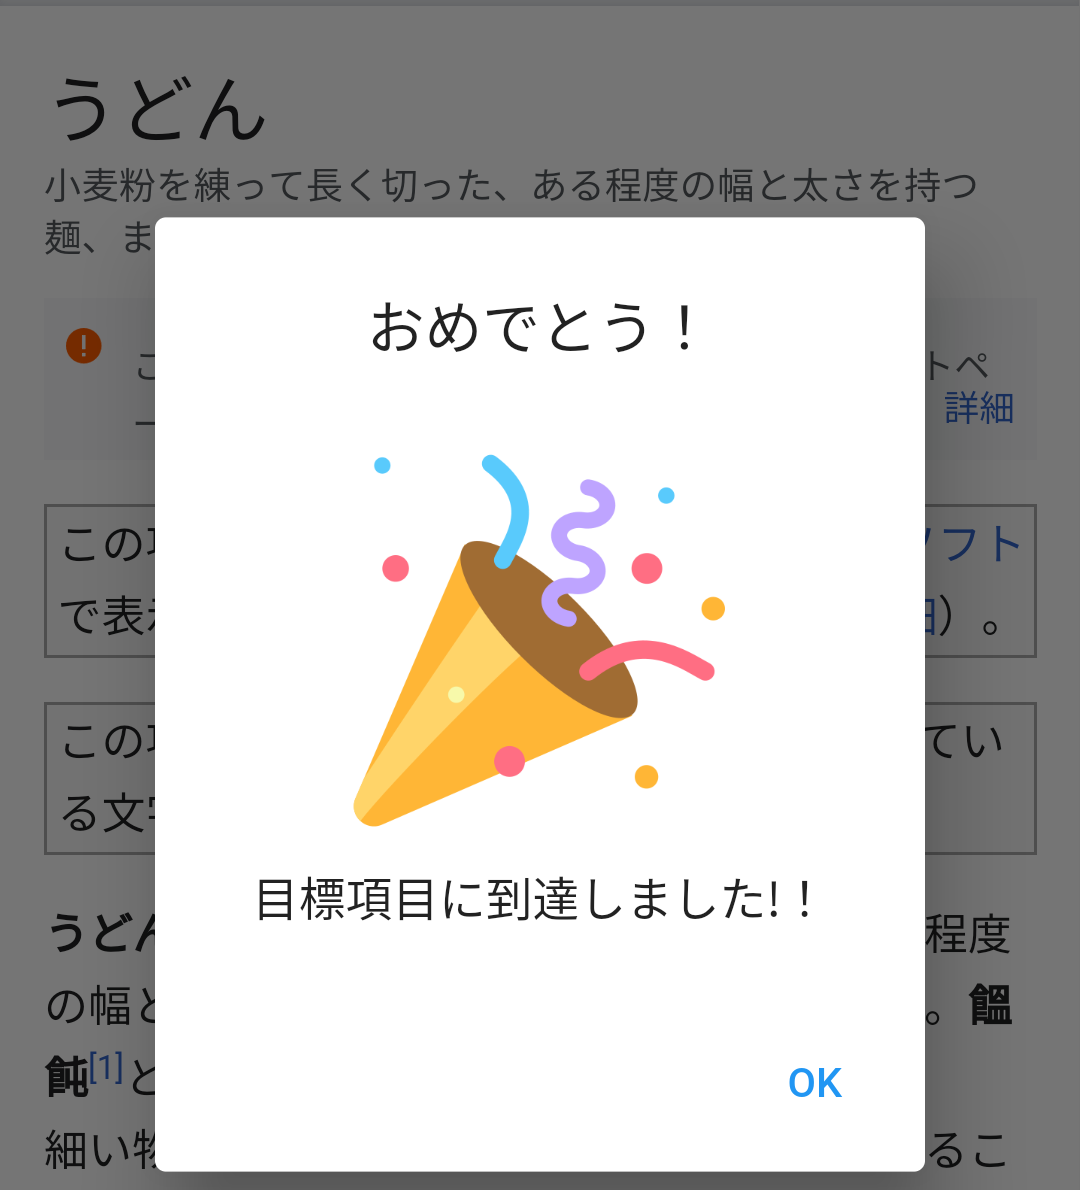 うどん
小麦粉を練って長く切った、ある程度の幅と太さを持つ
麺、ま
おめでとう！
トペ
詳細
この
ソフト
で表
）。
この
てい
る文
目標項目に到達しました!！
うどん
程度
の幅と
。饂
飩[1]と
OK
細い物
るこ